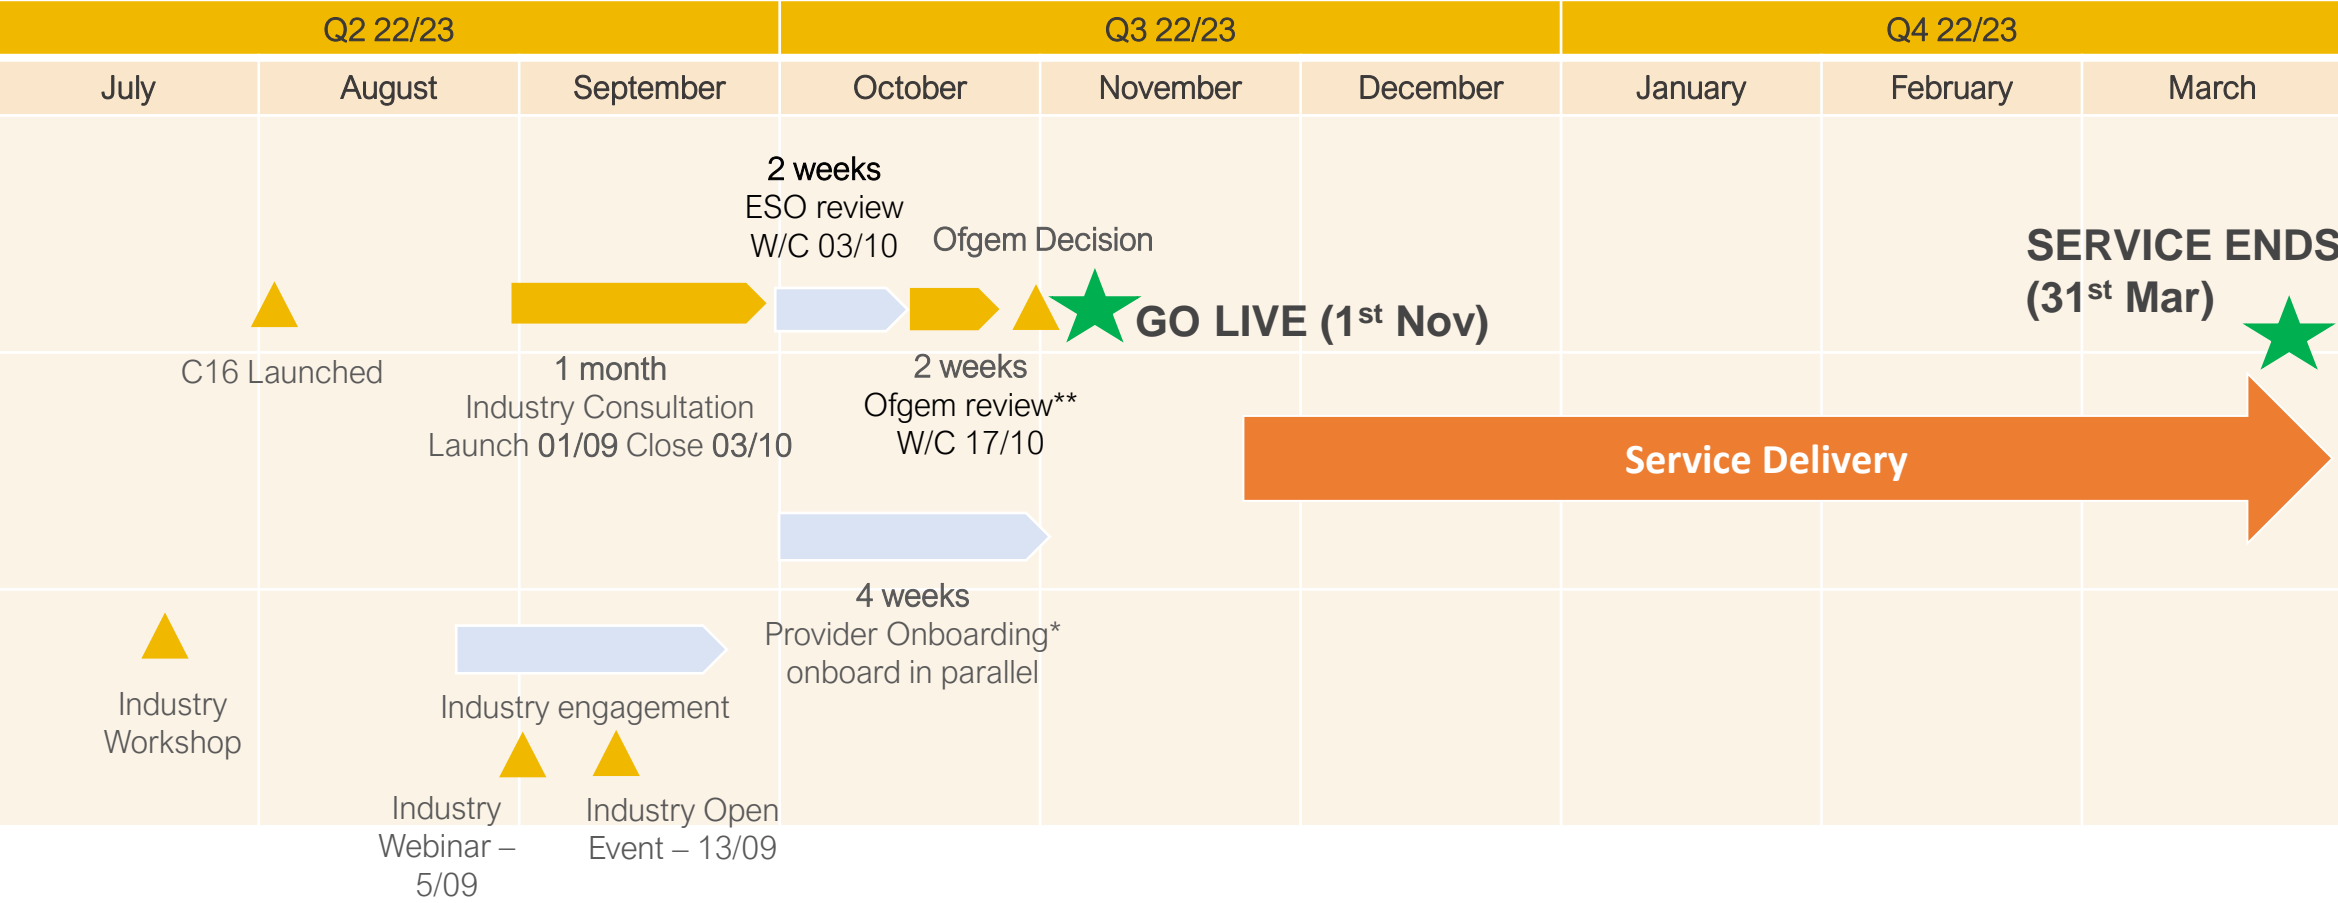 Q2 22/23
Q3 22/23
Q4 22/23
July
August
September
October
November
December
January
February
March
2 weeks
ESO review
W/C 03/10
Ofgem Decision
SERVICE ENDS
(31st Mar)
GO LIVE (1st Nov)
C16 Launched
1 month
Industry Consultation
Launch 01/09 Close 03/10
2 weeks
Ofgem review**
W/C 17/10
Service Delivery
4 weeks
Provider Onboarding*
onboard in parallel
Industry
Workshop
Industry engagement
Industry
Webinar –
5/09
Industry Open
Event – 13/09